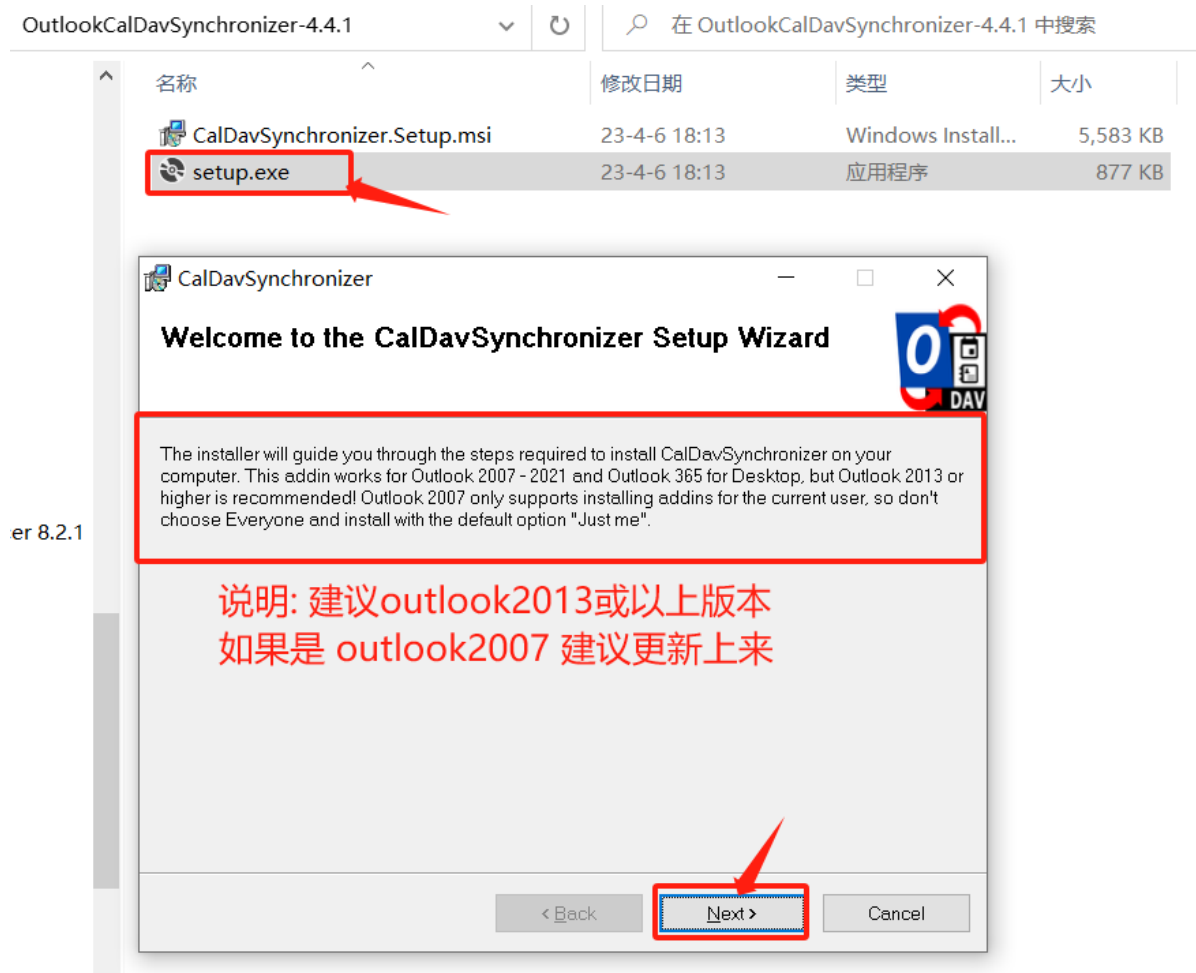 OutlookCalDavSynchronizer-4.4.1
在 OutlookCalDavSynchronizer-4.4.1 中搜索
名称 修改日期 类型 大小
CalDavSynchronizer.Setup.msi 23-4-6 18:13 Windows Install... 5,583 KB
setup.exe 23-4-6 18:13 应用程序 877 KB
CalDavSynchronizer
Welcome to the CalDavSynchronizer Setup Wizard
O
DAV
The installer will guide you through the steps required to install CalDavSynchronizer on your
computer. This addin works for Outlook 2007 - 2021 and Outlook 365 for Desktop, but Outlook 2013 or
higher is recommended! Outlook 2007 only supports installing addins for the current user, so don't
choose Everyone and install with the default option "Just me".
er 8.2.1
说明: 建议outlook2013或以上版本
如果是 outlook2007 建议更新上来
< Back Next > Cancel